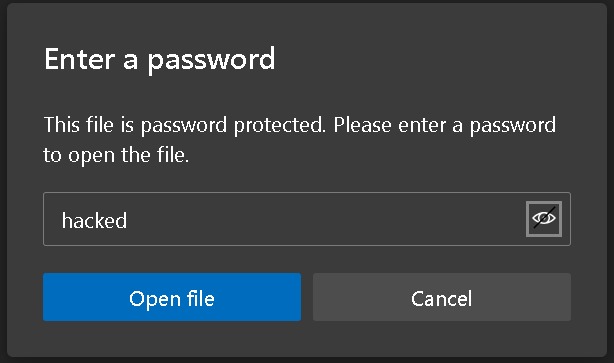 Enter a password
This file is password protected. Please enter a password
to open the file.
hacked
Open file
Cancel